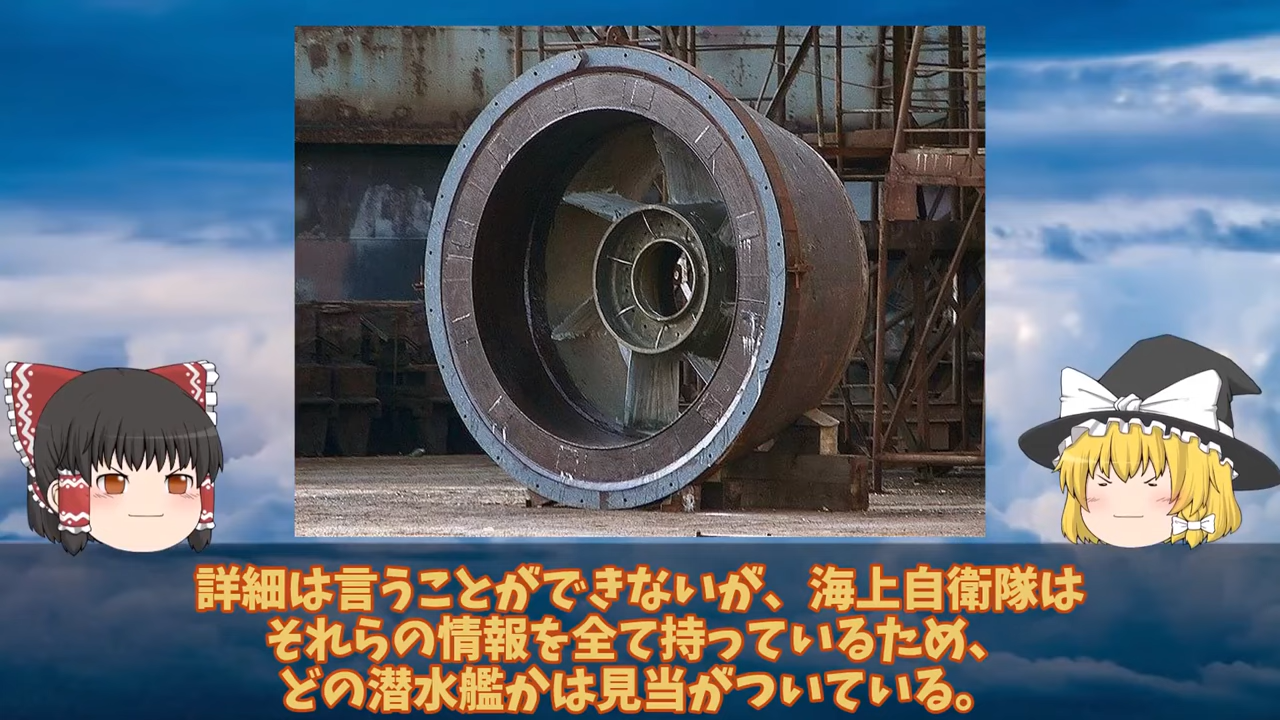 詳細は言うことができないが、海上自衛隊は
それらの情報を全て持っているため、
どの潜水艦かは見当がついている。